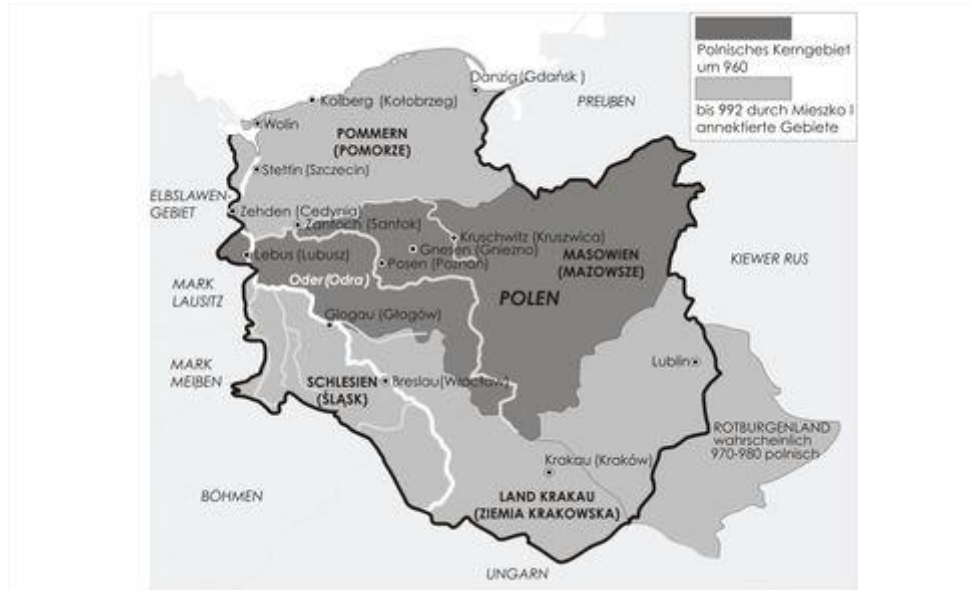 Polnisches Kerngebiet
um 960
bis 992 durch Mieszko I
annektierte Gebiete
Danzig (Gdańsk )
PREUßEN
Kolberg (Kołobrzeg)
Wolin
POMMERN
(POMORZE)
Stettin (Szczecin)
ELBSLAWEN-
GEBIET
Zehden (Cedynia)
Zantoch (Santok)
Kruschwitz (Kruszwica)
Gnesen (Gniezno)
Lebus (Lubusz)
Posen (Poznań)
MASOWIEN
(MAZOWSZE)
KIEWER RUS
Oder (Odra)
MARK
LAUSITZ
POLEN
Glogau (Głogów)
MARK
MEIßEN
Lublin
SCHLESIEN
(ŚLĄSK)
Breslau(Wrocław)
ROTBURGENLAND
wahrscheinlich
970-980 polnisch
Krakau (Kraków)
BÖHMEN
LAND KRAKAU
(ZIEMIA KRAKOWSKA)
UNGARN